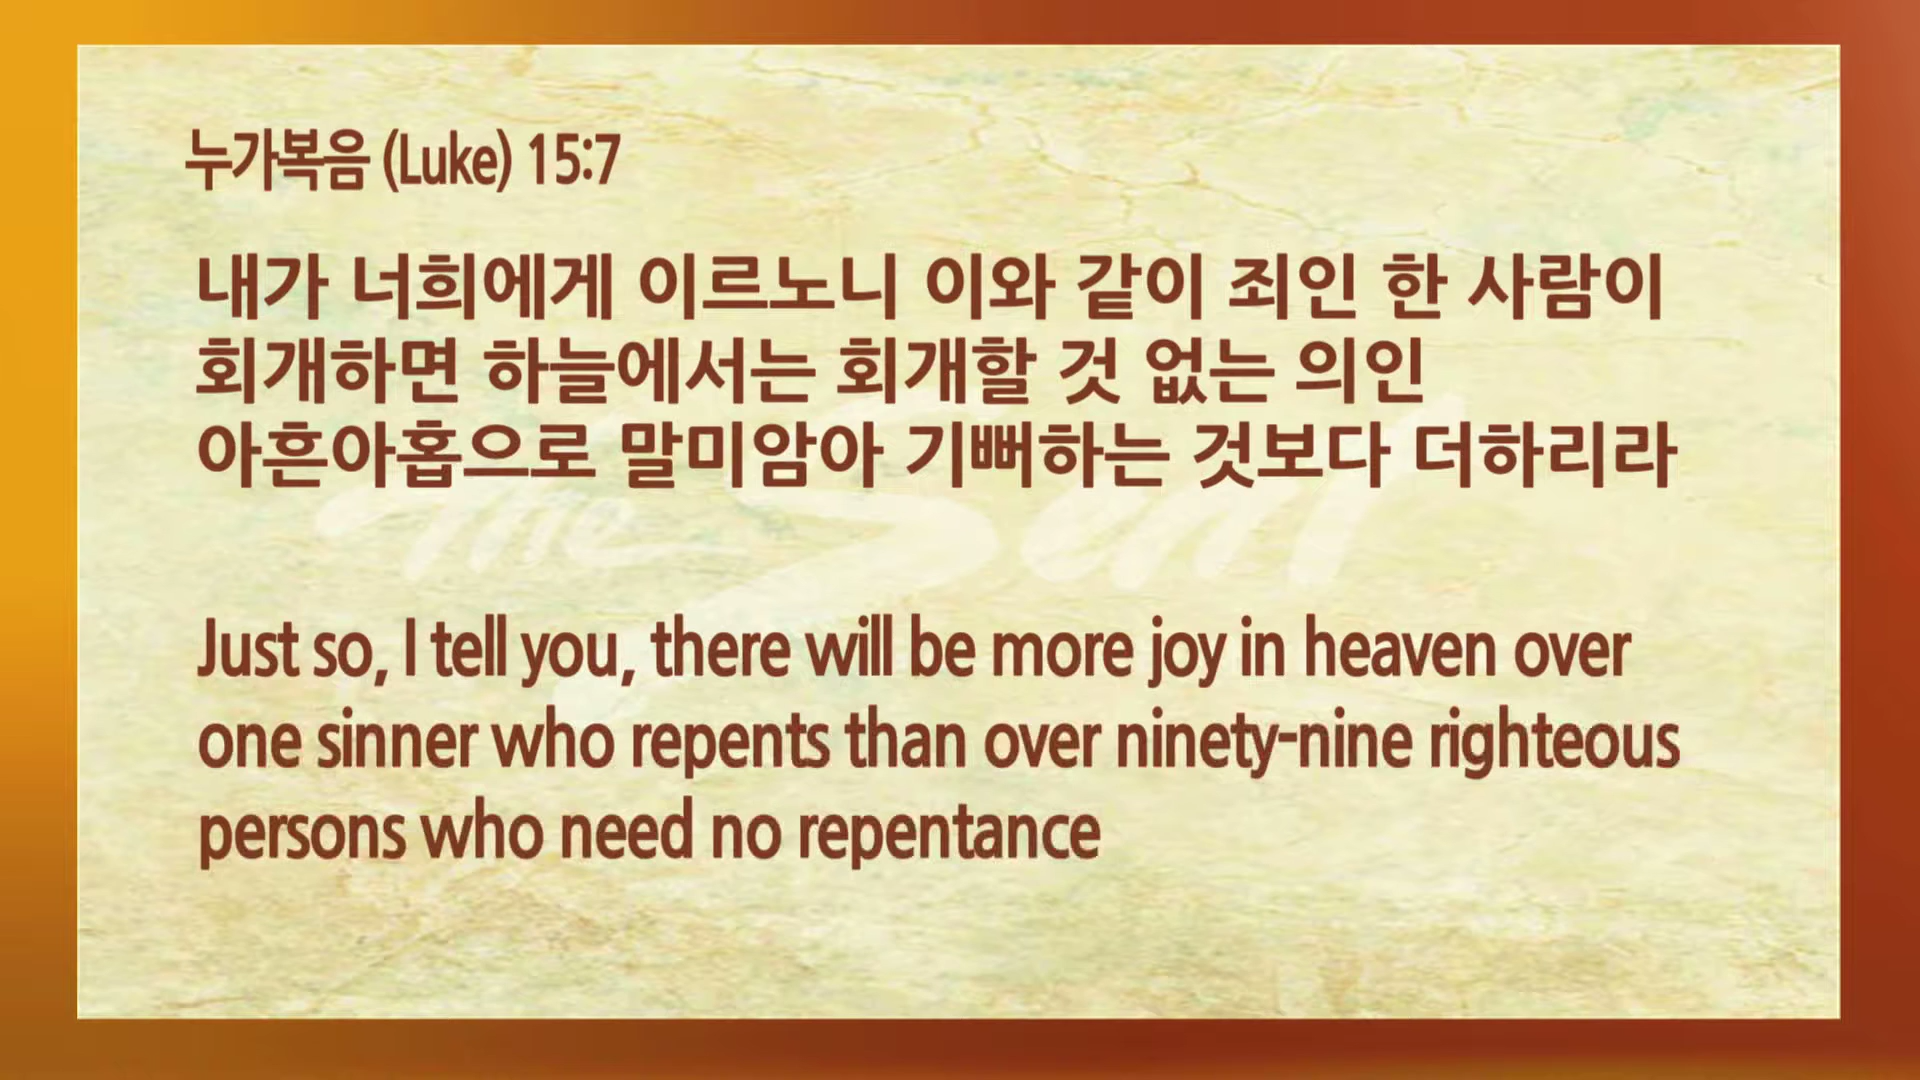 누가복음 (Luke) 15:7
내가 너희에게 이르노니 이와 같이 죄인 한 사람이
회개하면 하늘에서는 회개할 것 없는 의인
아흔아홉으로 말미암아 기뻐하는 것보다 더하리라
The Sent
Just so, I tell you, there will be more joy in heaven over
one sinner who repents than over ninety-nine righteous
persons who need no repentance